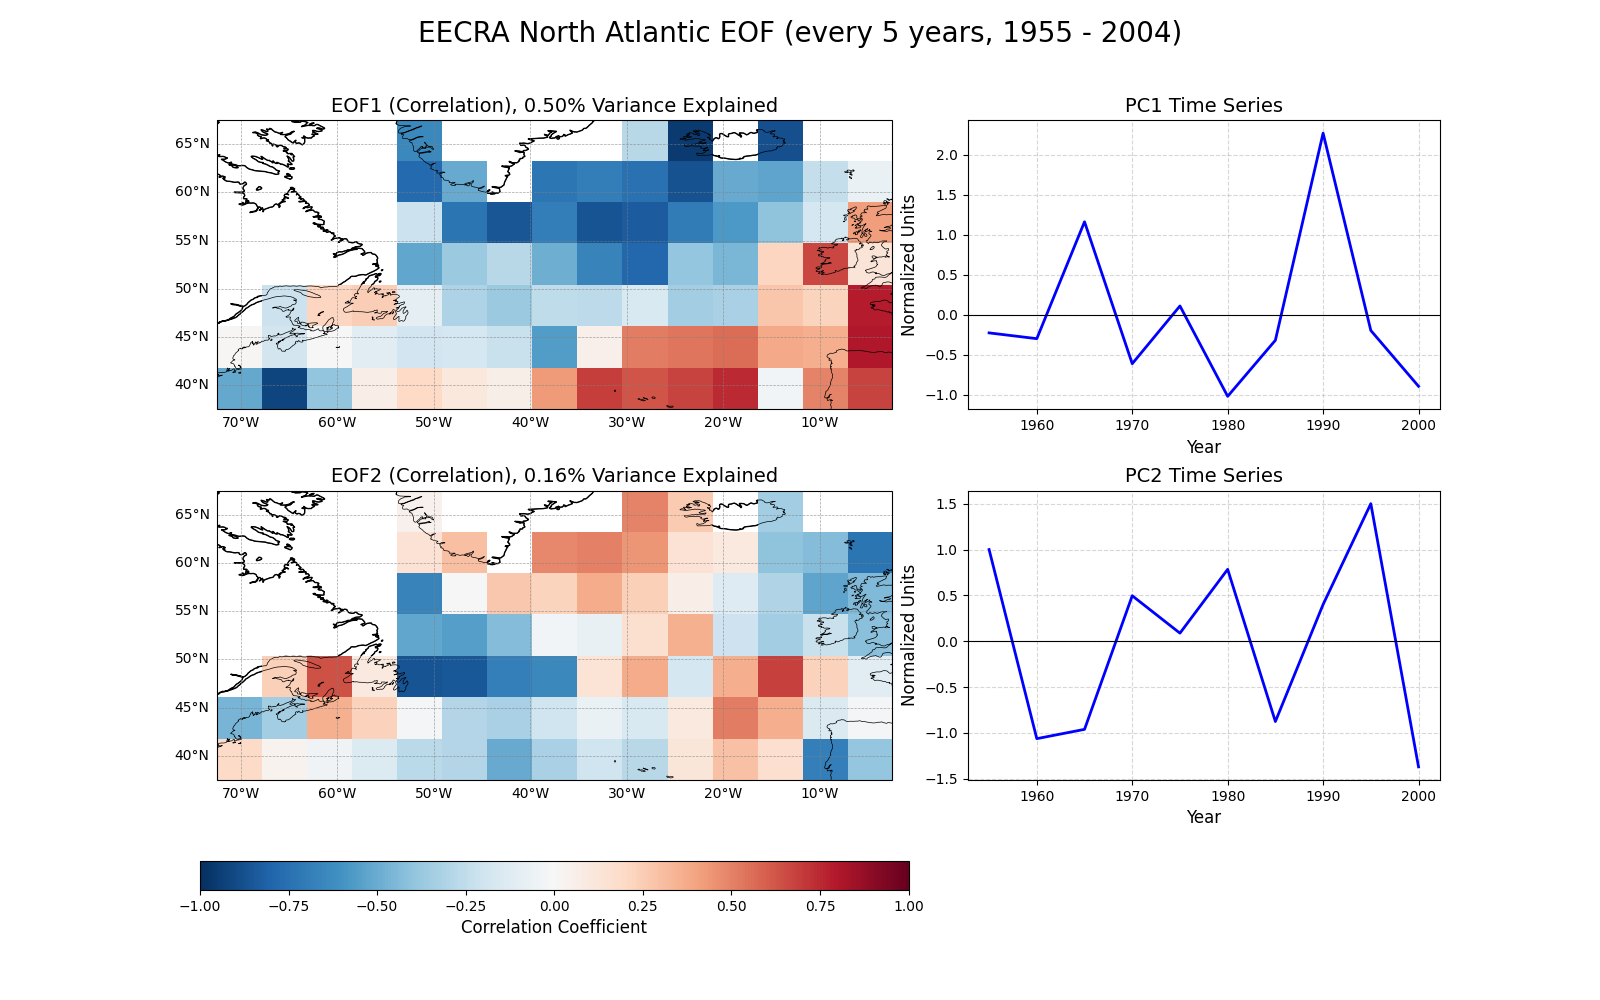 EECRA North Atlantic EOF (every 5 years, 1955 - 2004)
EOF1 (Correlation), 0.50% Variance Explained
65°N
60°N
55°N
50°N
45°N
40°N
70°W 60°W 50°W 40°W 30°W 20°W 10°W
PC1 Time Series
Normalized Units
2.0
1.5
1.0
0.5
0.0
−0.5
−1.0
1960 1970 1980 1990 2000
Year
EOF2 (Correlation), 0.16% Variance Explained
65°N
60°N
55°N
50°N
45°N
40°N
70°W 60°W 50°W 40°W 30°W 20°W 10°W
PC2 Time Series
Normalized Units
1.5
1.0
0.5
0.0
−0.5
−1.0
−1.5
1960 1970 1980 1990 2000
Year
−1.00 −0.75 −0.50 −0.25 0.00 0.25 0.50 0.75 1.00
Correlation Coefficient